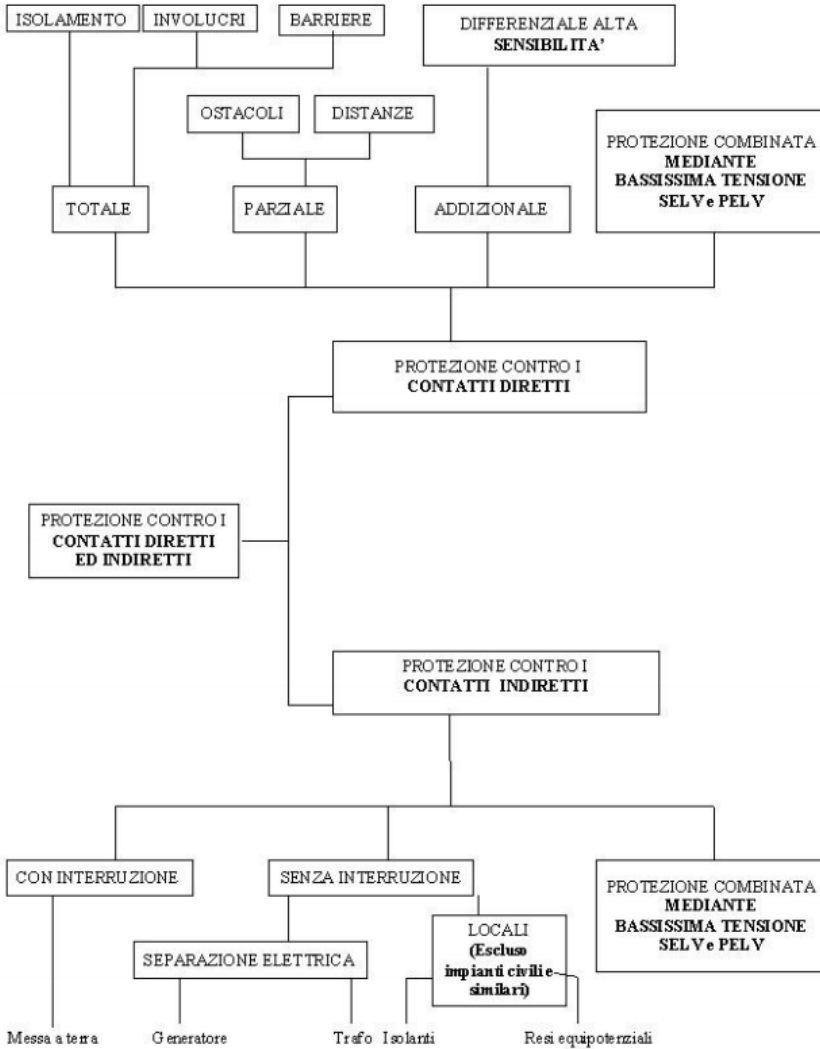 ISOLAMENTO
INVOLUCRI
BARRIERE
DIFFERENZIALE ALTA
SENSIBILITA'
OSTACOLI
DISTANZE
PROTEZIONE COMBINATA
MEDIANTE
BASSISSIMA TENSIONE
SELV e PELV
TOTALE
PARZIALE
ADDIZIONALE
PROTEZIONE CONTRO I
CONTATTI DIRETTI
PROTEZIONE CONTRO I
CONTATTI DIRETTI
ED INDIRETTI
PROTEZIONE CONTRO I
CONTATTI INDIRETTI
CON INTERRUZIONE
SENZA INTERRUZIONE
PROTEZIONE COMBINATA
MEDIANTE
BASSISSIMA TENSIONE
SELV e PELV
LOCALI
(Escluso
impianti civili e
similari)
SEPARAZIONE ELETTRICA
Messa a terra
Generatore
Trafo
Isolanti
Resi equipotenziali